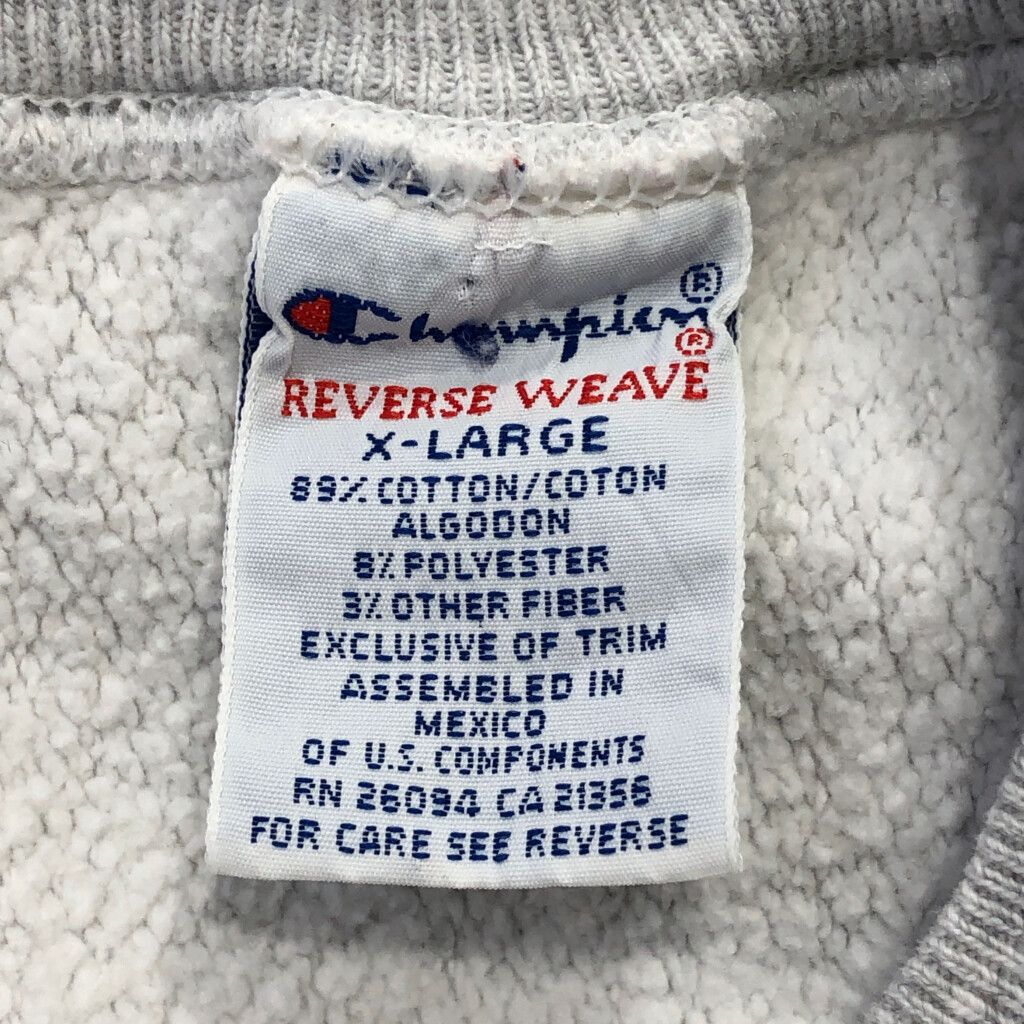 Champion®
REVERSE WEAVE®
X-LARGE
89% COTTON/COTON
ALGODON
8% POLYESTER
3% OTHER FIBER
EXCLUSIVE OF TRIM
ASSEMBLED IN
MEXICO
OF U.S. COMPONENTS
RN 26094 CA 21356
FOR CARE SEE REVERSE